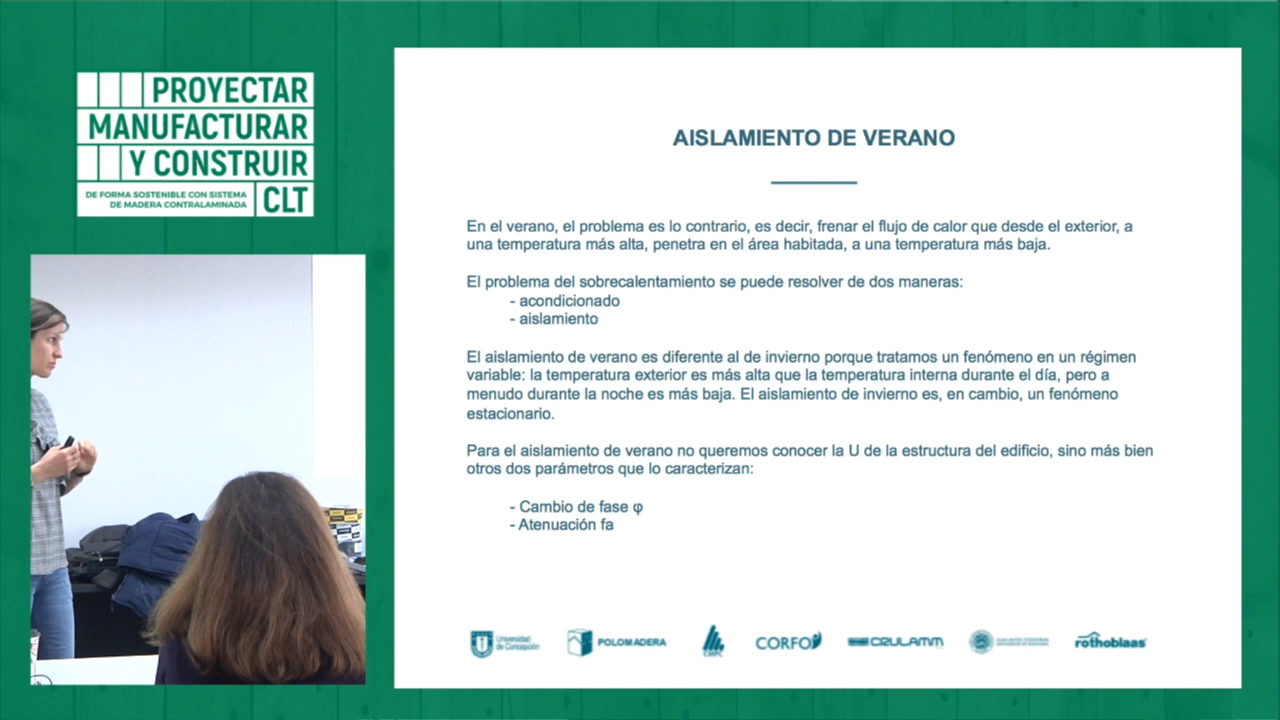 PROYECTAR
MANUFACTURAR
Y CONSTRUIR
DE FORMA SOSTENIBLE CON SISTEMA
DE MADERA CONTRALAMINADA
CLT
AISLAMIENTO DE VERANO
En el verano, el problema es lo contrario, es decir, frenar el flujo de calor que desde el exterior, a
una temperatura más alta, penetra en el área habitada, a una temperatura más baja.
El problema del sobrecalentamiento se puede resolver de dos maneras:
- acondicionado
- aislamiento
El aislamiento de verano es diferente al de invierno porque tratamos un fenómeno en un régimen
variable: la temperatura exterior es más alta que la temperatura interna durante el día, pero a
menudo durante la noche es más baja. El aislamiento de invierno es, en cambio, un fenómeno
estacionario.
Para el aislamiento de verano no queremos conocer la U de la estructura del edificio, sino más bien
otros dos parámetros que lo caracterizan:
- Cambio de fase φ
- Atenuación fa
Universidad
de Concepción
POLOMADERA
CORFO
CRULAMM
rothoblaas